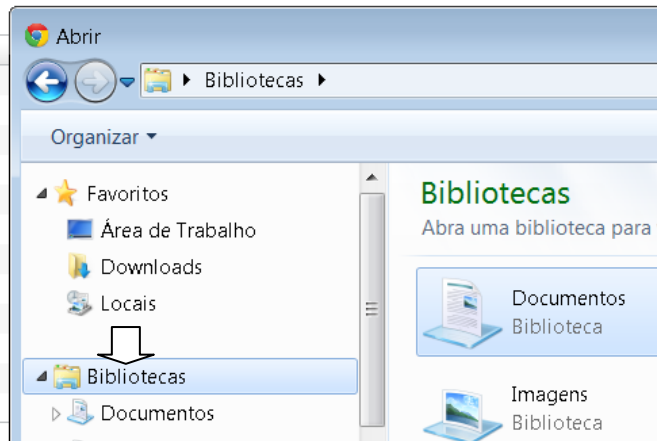 Abrir
Bibliotecas
Organizar
Favoritos
Área de Trabalho
Downloads
Locais
Bibliotecas
Documentos
Bibliotecas
Abra uma biblioteca para
Documentos
Biblioteca
Imagens
Biblioteca